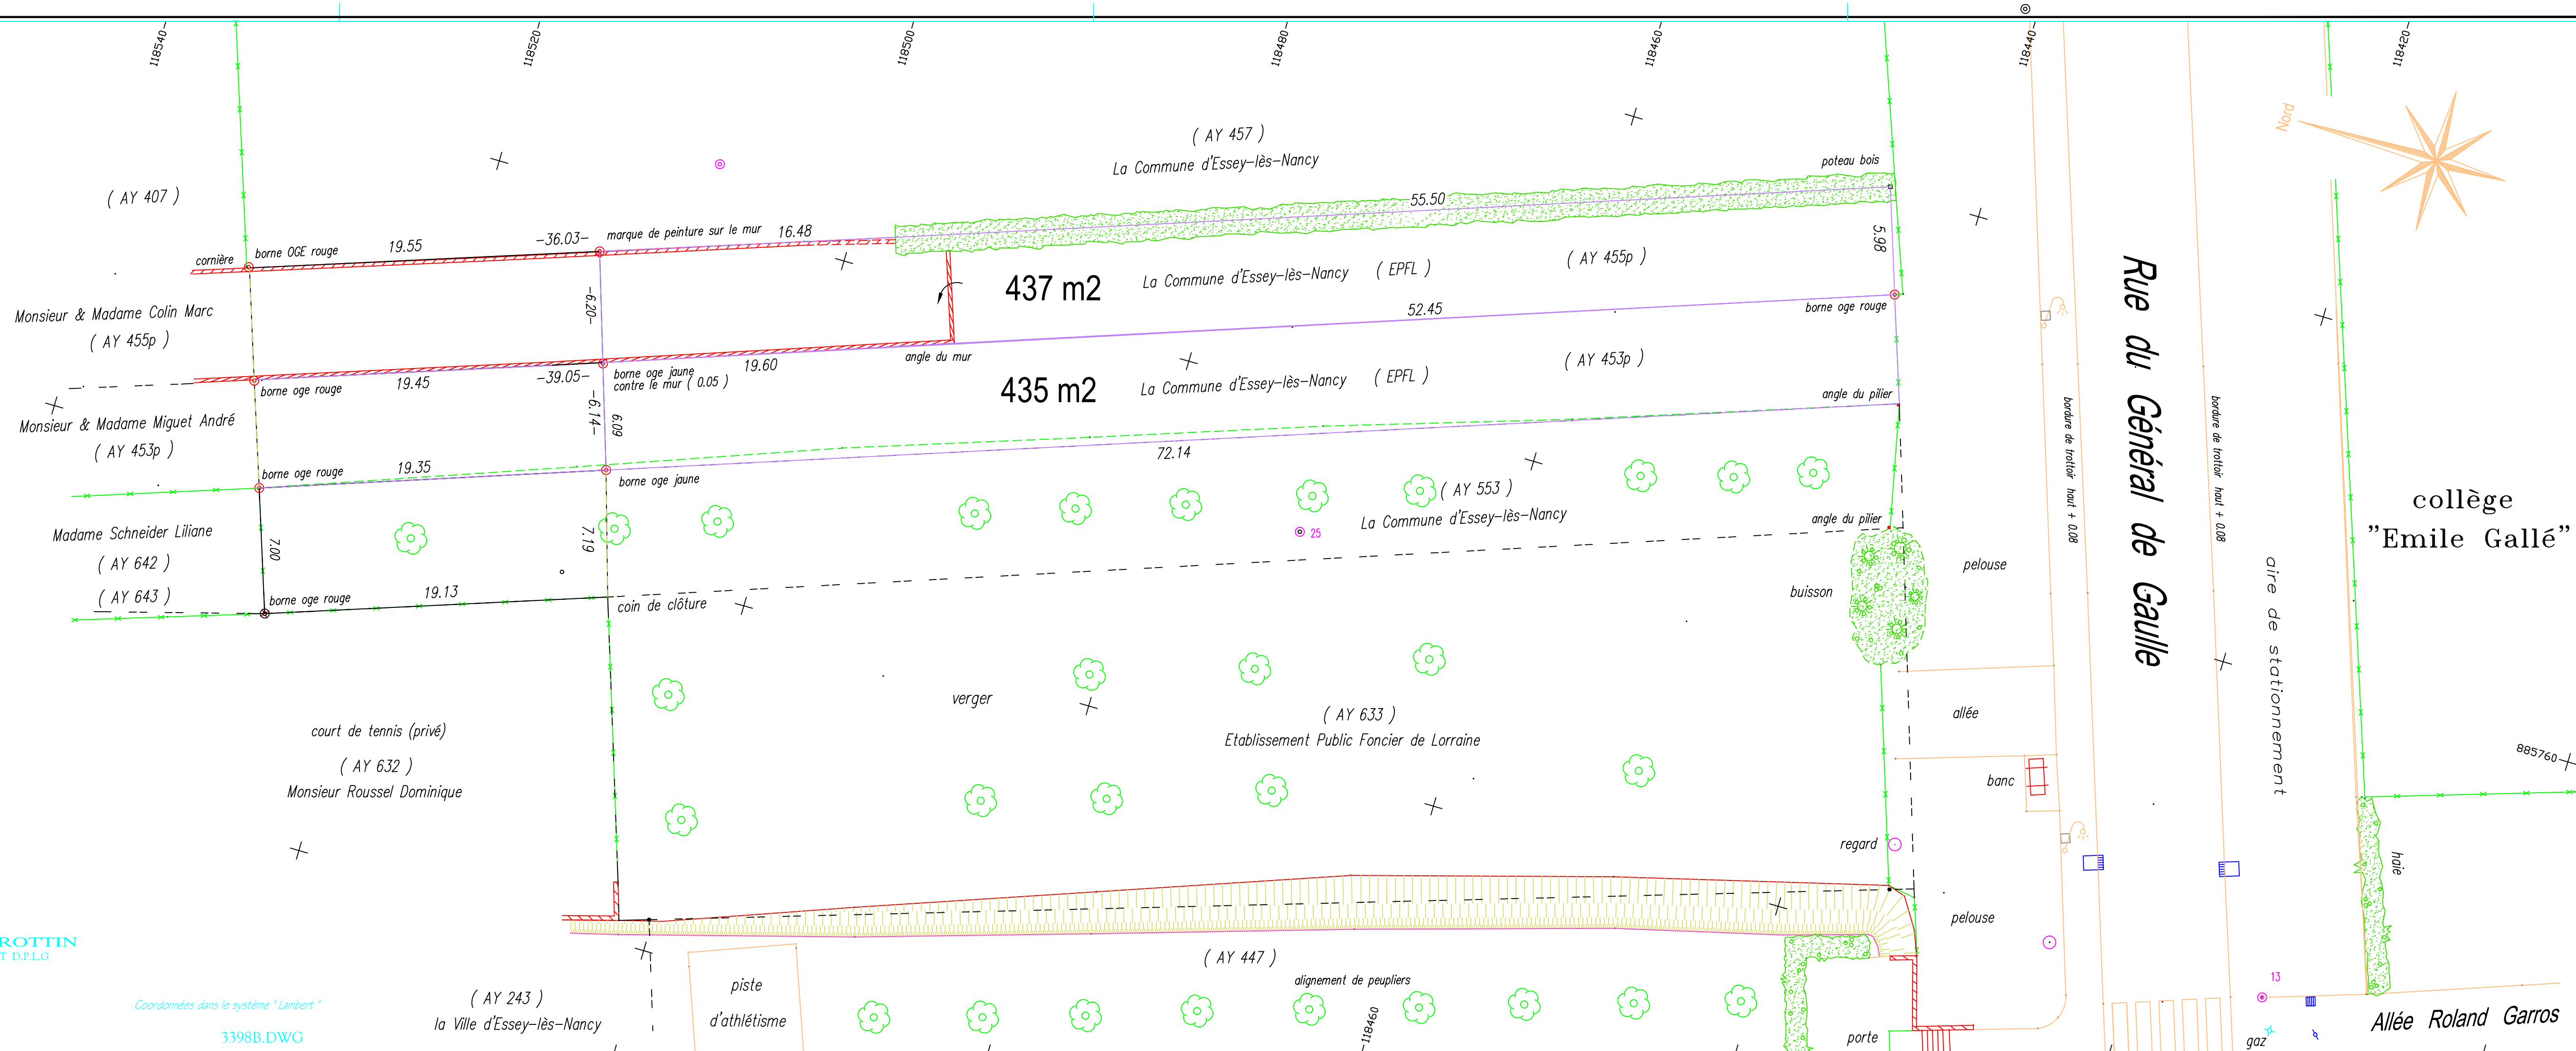 118540
118520
118500
118480
118460
118440
118420
Nord
( AY 457 )
La Commune d'Essey-lès-Nancy
poteau bois
( AY 407 )
55.50
cornière
borne OGE rouge
19.55
-36.03-
marque de peinture sur le mur
16.48
5.98
437 m2
La Commune d'Essey-lès-Nancy
( EPFL )
( AY 455p )
-6.20-
Monsieur & Madame Colin Marc
( AY 455p )
52.45
borne oge rouge
angle du mur
borne oge rouge
19.45
-39.05-
borne oge jaune
contre le mur ( 0.05 )
19.60
435 m2
La Commune d'Essey-lès-Nancy
( EPFL )
( AY 453p )
angle du pilier
-6.14-
6.09
Monsieur & Madame Miguet André
( AY 453p )
borne oge rouge
19.35
borne oge jaune
72.14
( AY 553 )
La Commune d'Essey-lès-Nancy
angle du pilier
25
Madame Schneider Liliane
( AY 642 )
( AY 643 )
7.00
7.19
borne oge rouge
19.13
coin de clôture
buisson
pelouse
Rue du Général de Gaulle
bordure de trottoir haut + 0.08
bordure de trottoir haut + 0.08
aire de stationnement
collège
"Emile Gallé"
verger
( AY 633 )
Etablissement Public Foncier de Lorraine
allée
court de tennis (privé)
( AY 632 )
Monsieur Roussel Dominique
banc
885760
regard
haie
pelouse
ROTTIN
T D.P.L.G
( AY 447 )
alignement de peupliers
13
Coordonnées dans le système " Lambert "
3398B.DWG
( AY 243 )
la Ville d'Essey-lès-Nancy
piste
d'athlétisme
118460
porte
gaz
Allée Roland Garros